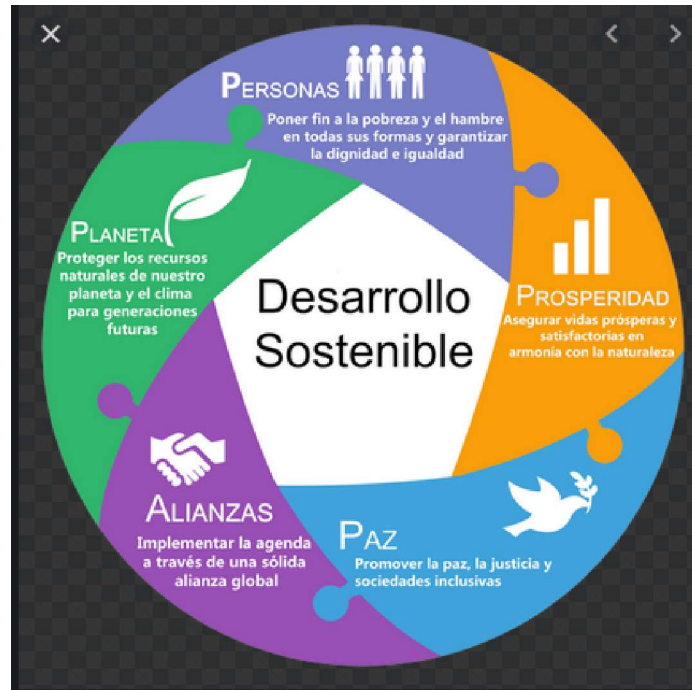 PERSONAS
Poner fin a la pobreza y el hambre
en todas sus formas y garantizar
la dignidad e igualdad
PROSPERIDAD
Asegurar vidas prósperas y
satisfactorias en
armonía con la naturaleza
PAZ
Promover la paz, la justicia y
sociedades inclusivas
ALIANZAS
Implementar la agenda
a través de una sólida
alianza global
PLANETA
Proteger los recursos
naturales de nuestro
planeta y el clima
para generaciones
futuras
Desarrollo
Sostenible